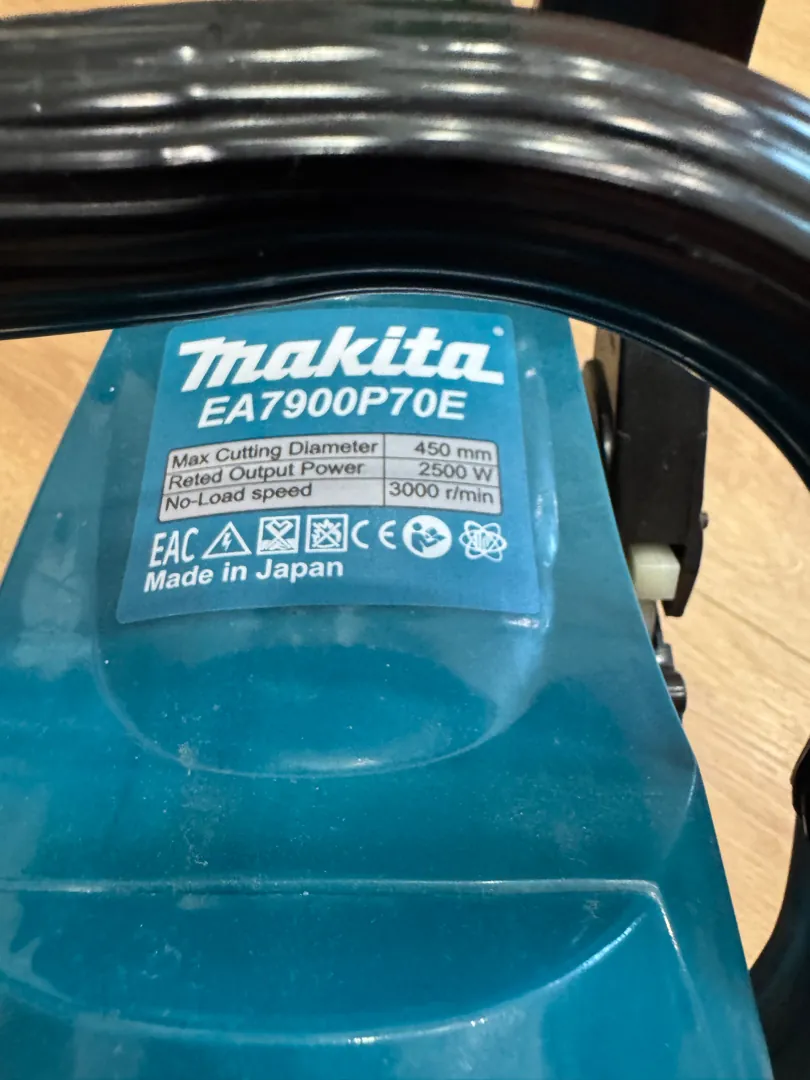 makita
EA7900P70E
Max Cutting Diameter 450 mm
Reted Output Power 2500 W
No-Load speed 3000 r/min
EAC CE
Made in Japan